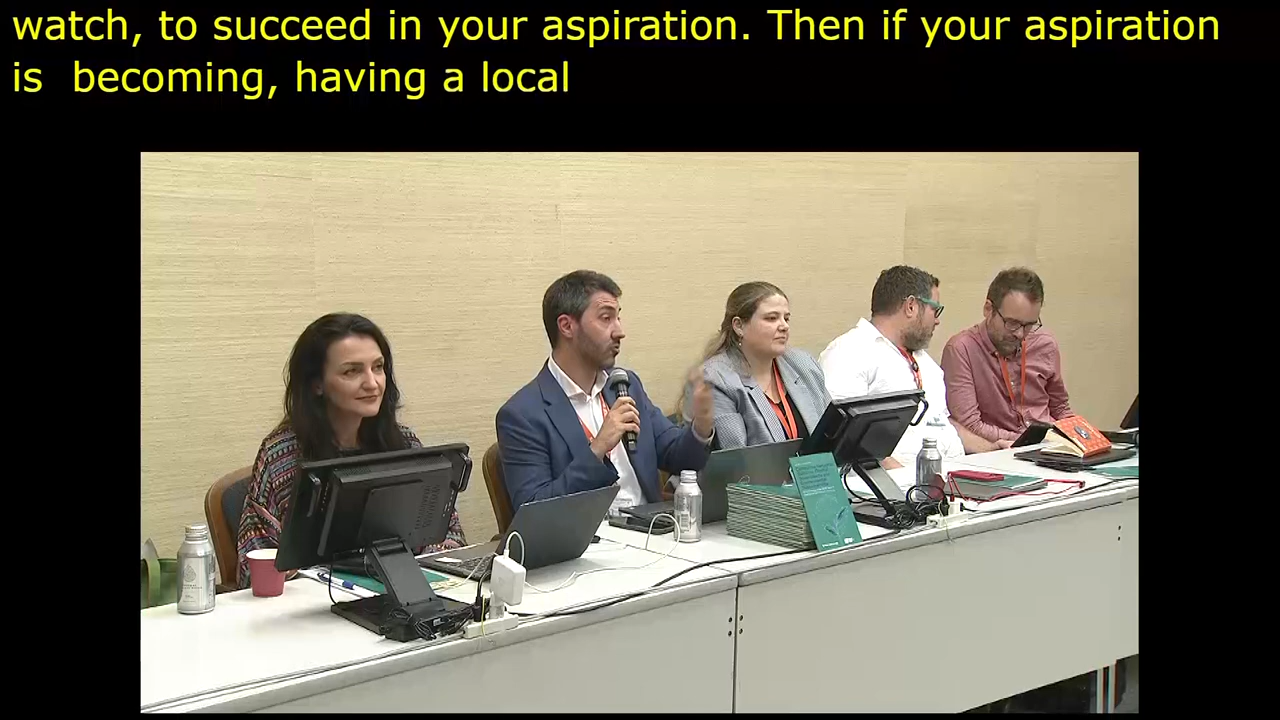 watch, to succeed in your aspiration. Then if your aspiration
is  becoming, having a local